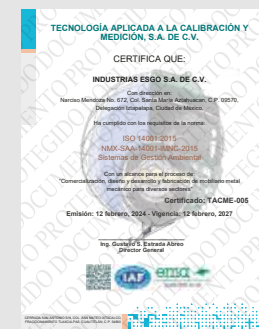 TECNOLOGÍA APLICADA A LA CALIBRACIÓN Y
MEDICIÓN, S.A. DE C.V.
CERTIFICA QUE:
INDUSTRIAS ESGO S.A. DE C.V.
Con dirección en:
Narciso Mendoza No. 672, Col. Santa María Aztahuacan, C.P. 09570,
Delegación Iztapalapa, Ciudad de México.
Ha cumplido con los requisitos de la norma:
ISO 14001:2015
NMX-SAA-14001-IMNC-2015
Sistemas de Gestión Ambiental
Con un alcance para el proceso de:
"Comercialización, diseño y desarrollo y fabricación de mobiliario metal
mecánico para diversos sectores"
Certificado: TACME-005
Emisión: 12 febrero, 2024 - Vigencia: 12 febrero, 2027
Ing. Gustavo S. Estrada Abreo
Director General
IAF
ema